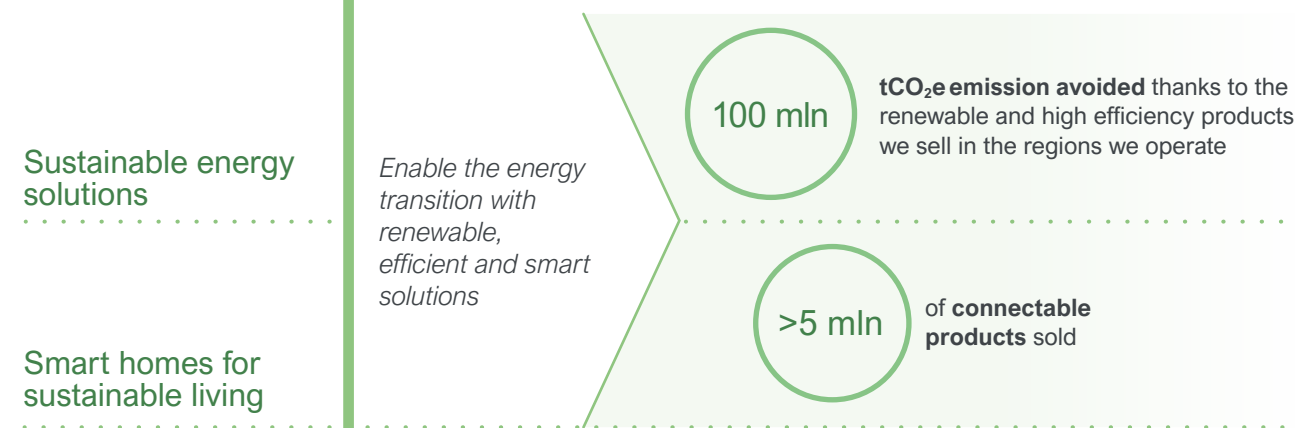 Sustainable energy
solutions
Smart homes for
sustainable living
Enable the energy
transition with
renewable,
efficient and smart
solutions
100 mln
tCO₂e emission avoided thanks to the
renewable and high efficiency products
we sell in the regions we operate
>5 mln
of connectable
products sold